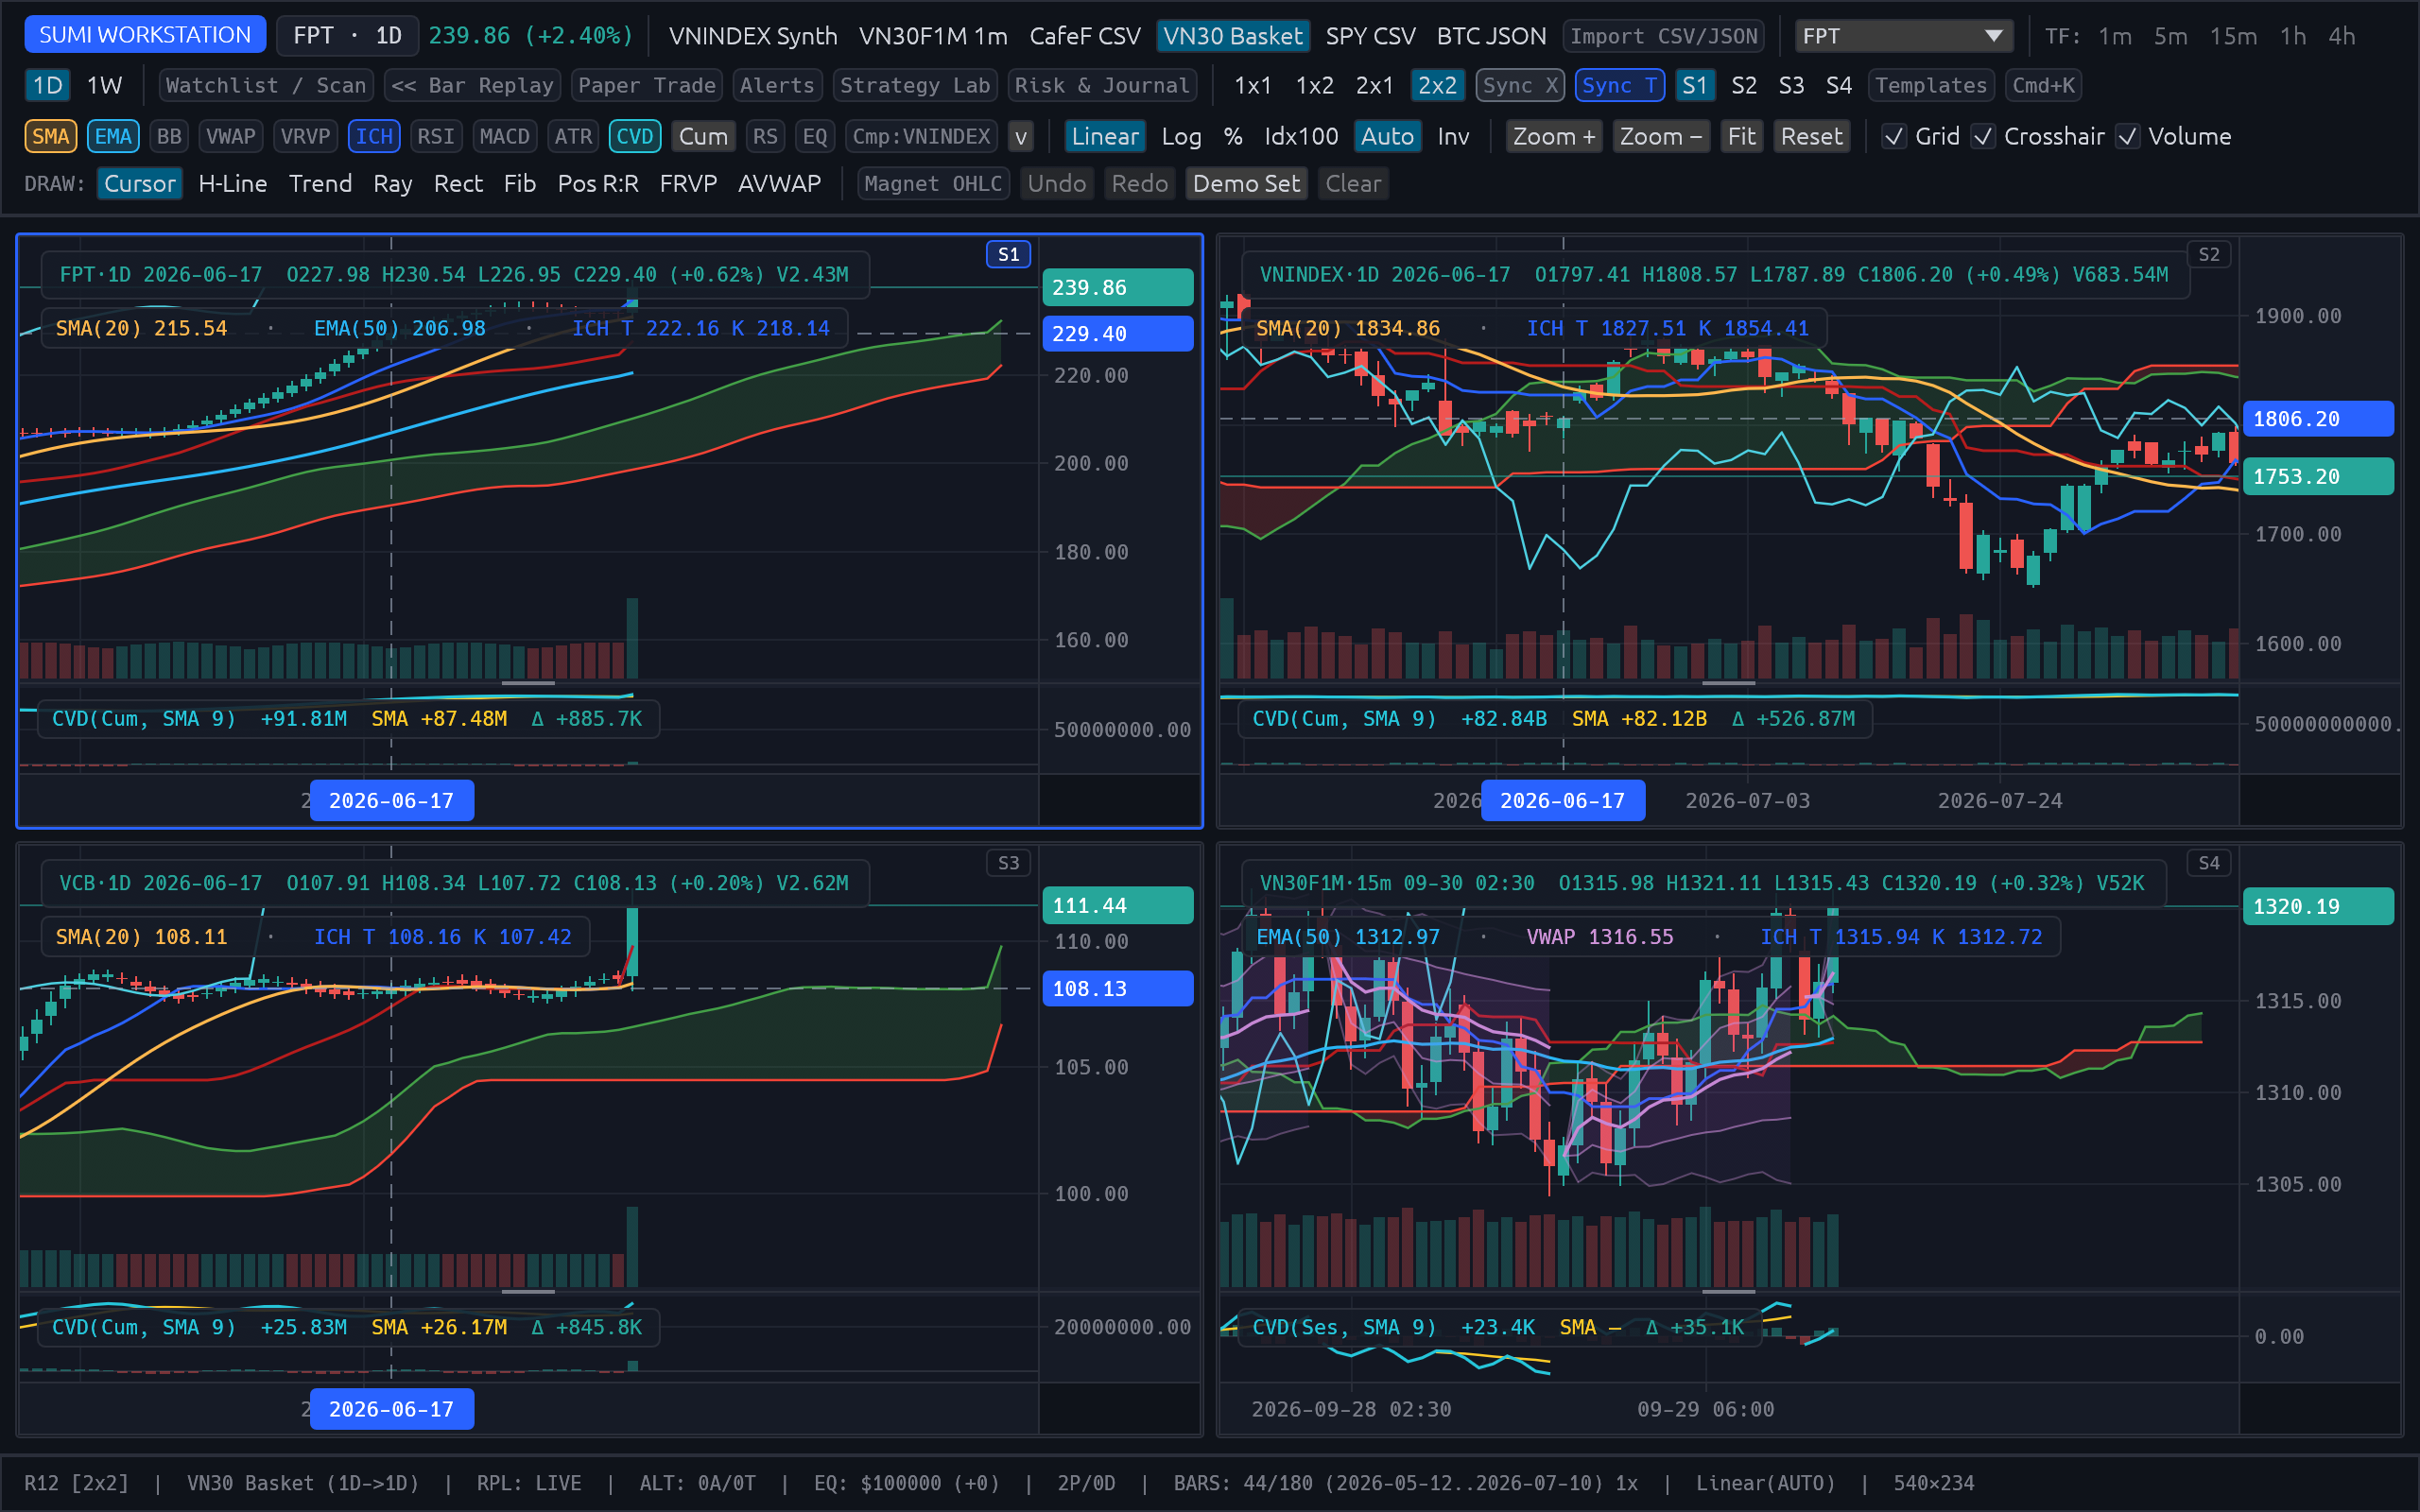 SUMI WORKSTATION FPT · 1D 239.86 (+2.40%) VNINDEX Synth VN30F1M 1m CafeF CSV VN30 Basket SPY CSV BTC JSON Import CSV/JSON FPT TF: 1m 5m 15m 1h 4h
1D 1W Watchlist / Scan << Bar Replay Paper Trade Alerts Strategy Lab Risk & Journal 1x1 1x2 2x1 2x2 Sync X Sync T S1 S2 S3 S4 Templates Cmd+K
SMA EMA BB VWAP VRVP ICH RSI MACD ATR CVD Cum RS EQ Cmp:VNINDEX v Linear Log % Idx100 Auto Inv Zoom + Zoom − Fit Reset Grid Crosshair Volume
DRAW: Cursor H-Line Trend Ray Rect Fib Pos R:R FRVP AVWAP Magnet OHLC Undo Redo Demo Set Clear
S1
FPT·1D 2026-06-17 O227.98 H230.54 L226.95 C229.40 (+0.62%) V2.43M
239.86
SMA(20) 215.54 · EMA(50) 206.98 · ICH T 222.16 K 218.14
229.40
220.00
200.00
180.00
160.00
CVD(Cum, SMA 9) +91.81M SMA +87.48M Δ +885.7K
50000000.00
2026-06-17
S2
VNINDEX·1D 2026-06-17 O1797.41 H1808.57 L1787.89 C1806.20 (+0.49%) V683.54M
1900.00
SMA(20) 1834.86 · ICH T 1827.51 K 1854.41
1806.20
1753.20
1700.00
1600.00
CVD(Cum, SMA 9) +82.84B SMA +82.12B Δ +526.87M
50000000000.
2026 2026-06-17 2026-07-03 2026-07-24
S3
VCB·1D 2026-06-17 O107.91 H108.34 L107.72 C108.13 (+0.20%) V2.62M
111.44
SMA(20) 108.11 · ICH T 108.16 K 107.42
110.00
108.13
105.00
100.00
CVD(Cum, SMA 9) +25.83M SMA +26.17M Δ +845.8K
20000000.00
2026-06-17
S4
VN30F1M·15m 09-30 02:30 O1315.98 H1321.11 L1315.43 C1320.19 (+0.32%) V52K
1320.19
EMA(50) 1312.97 · VWAP 1316.55 · ICH T 1315.94 K 1312.72
1315.00
1310.00
1305.00
CVD(Ses, SMA 9) +23.4K SMA — Δ +35.1K
0.00
2026-09-28 02:30 09-29 06:00
R12 [2x2] | VN30 Basket (1D->1D) | RPL: LIVE | ALT: 0A/0T | EQ: $100000 (+0) | 2P/0D | BARS: 44/180 (2026-05-12..2026-07-10) 1x | Linear(AUTO) | 540×234